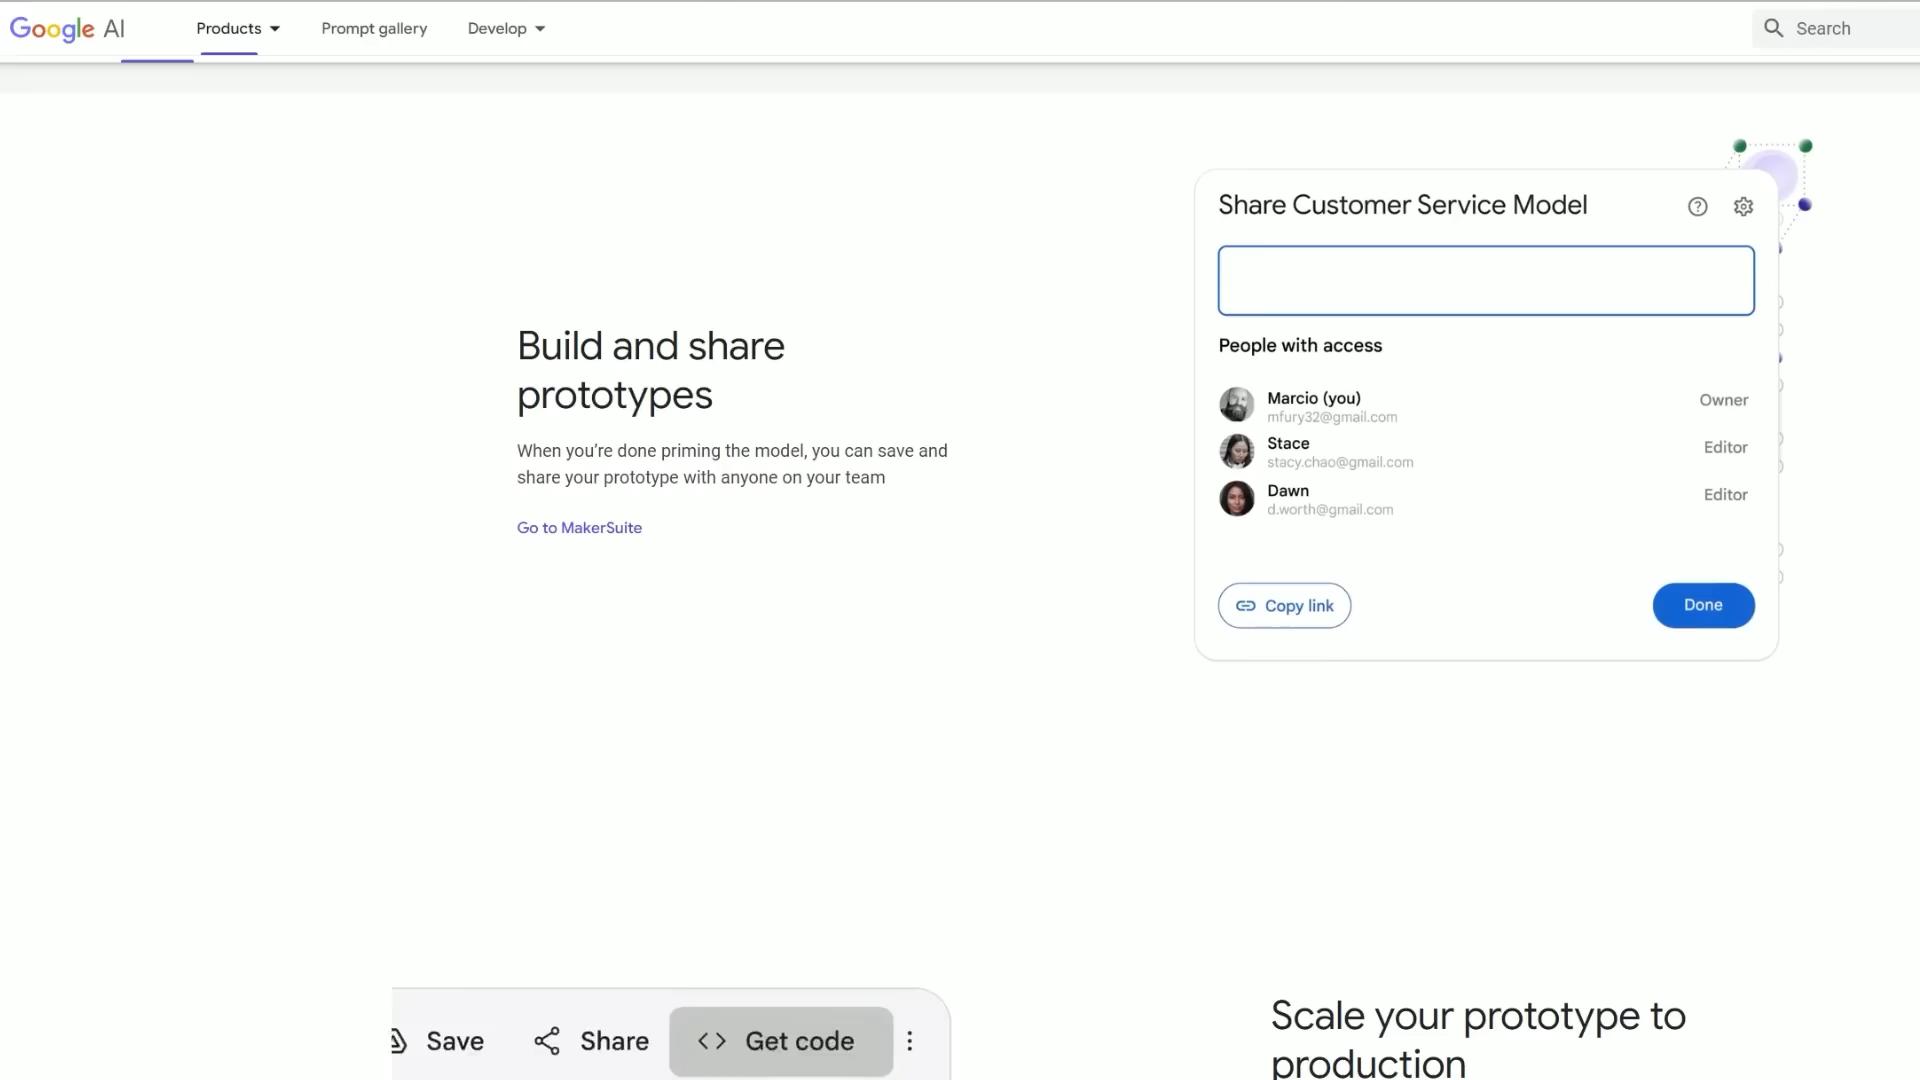 Google AI
Products
Prompt gallery
Develop
Search
Share Customer Service Model
Build and share
prototypes
When you’re done priming the model, you can save and
share your prototype with anyone on your team
Go to MakerSuite
People with access
Marcio (you)
Owner
mfury32@gmail.com
Stace
Editor
stacy.chao@gmail.com
Dawn
Editor
d.worth@gmail.com
Copy link
Done
Save
Share
Get code
Scale your prototype to
production